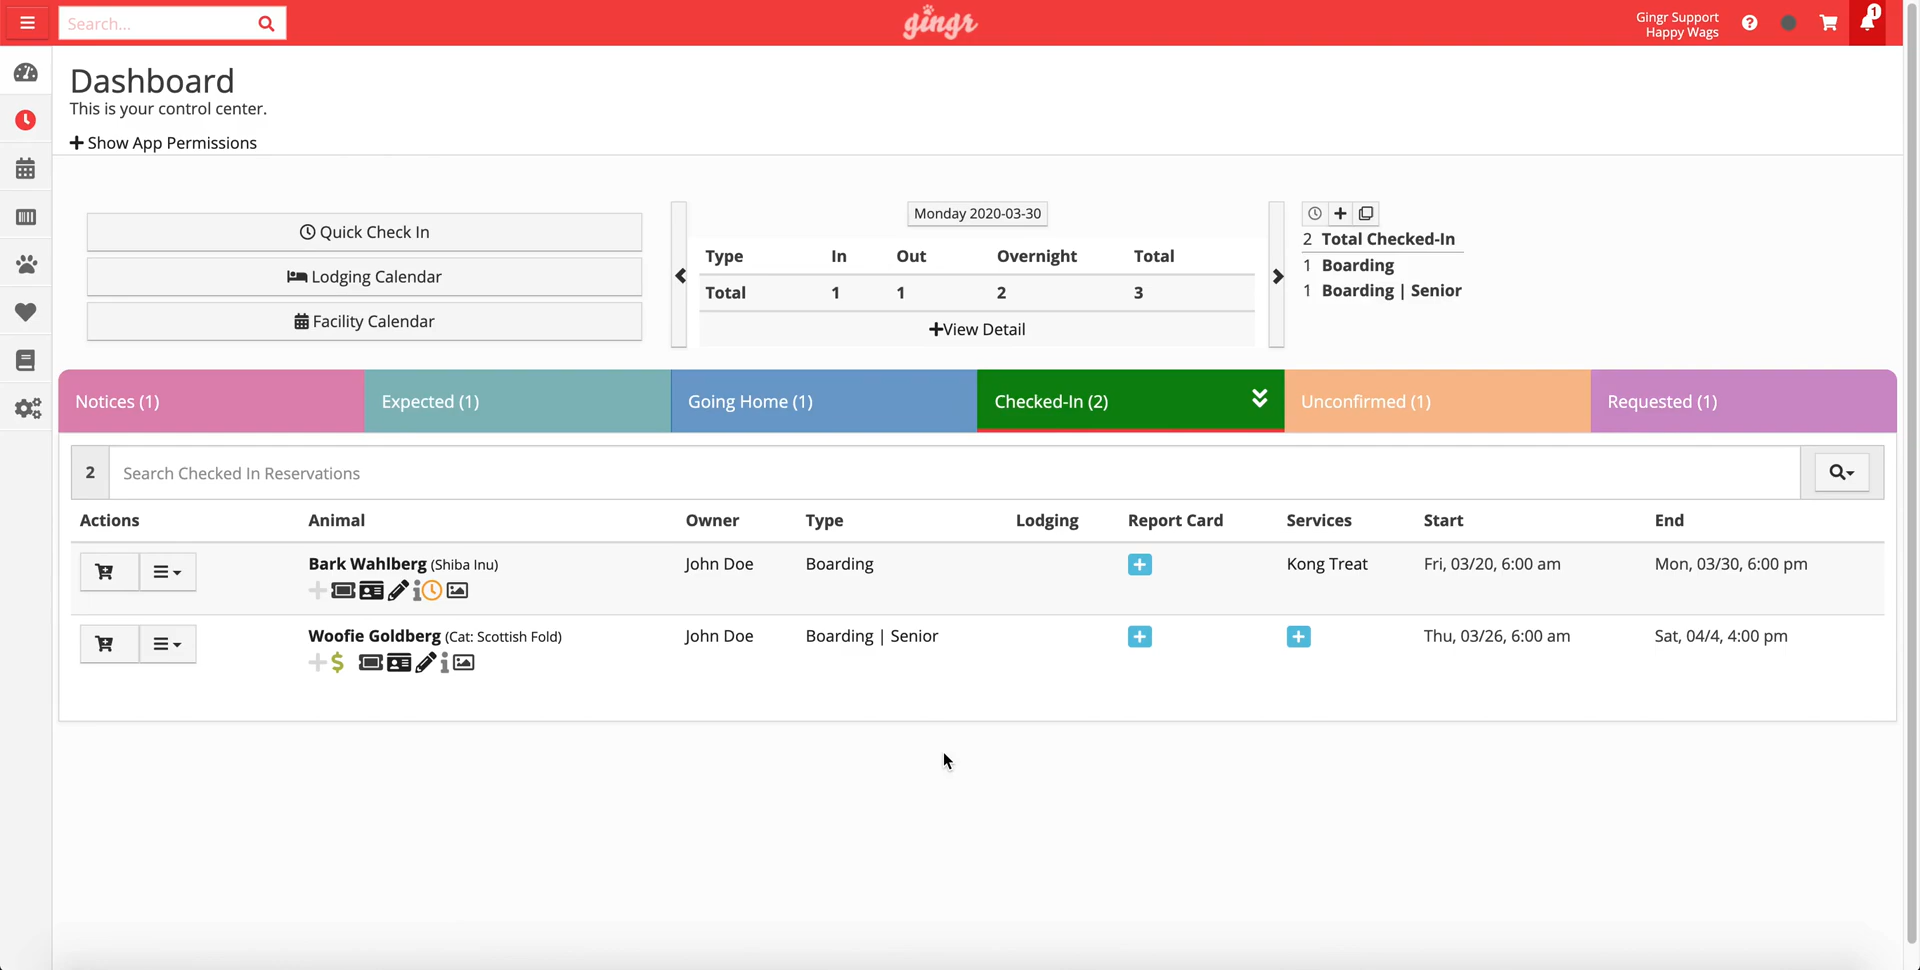 Search...
gingr
Gingr Support
Happy Wags
1
Dashboard
This is your control center.
Show App Permissions
Quick Check In
Lodging Calendar
Facility Calendar
Monday 2020-03-30
Type In Out Overnight Total
Total 1 1 2 3
View Detail
2 Total Checked-In
1 Boarding
1 Boarding | Senior
Notices (1)
Expected (1)
Going Home (1)
Checked-In (2)
Unconfirmed (1)
Requested (1)
2 Search Checked In Reservations
Actions Animal Owner Type Lodging Report Card Services Start End
Bark Wahlberg (Shiba Inu) John Doe Boarding Kong Treat Fri, 03/20, 6:00 am Mon, 03/30, 6:00 pm
Woofie Goldberg (Cat: Scottish Fold) John Doe Boarding | Senior Thu, 03/26, 6:00 am Sat, 04/4, 4:00 pm